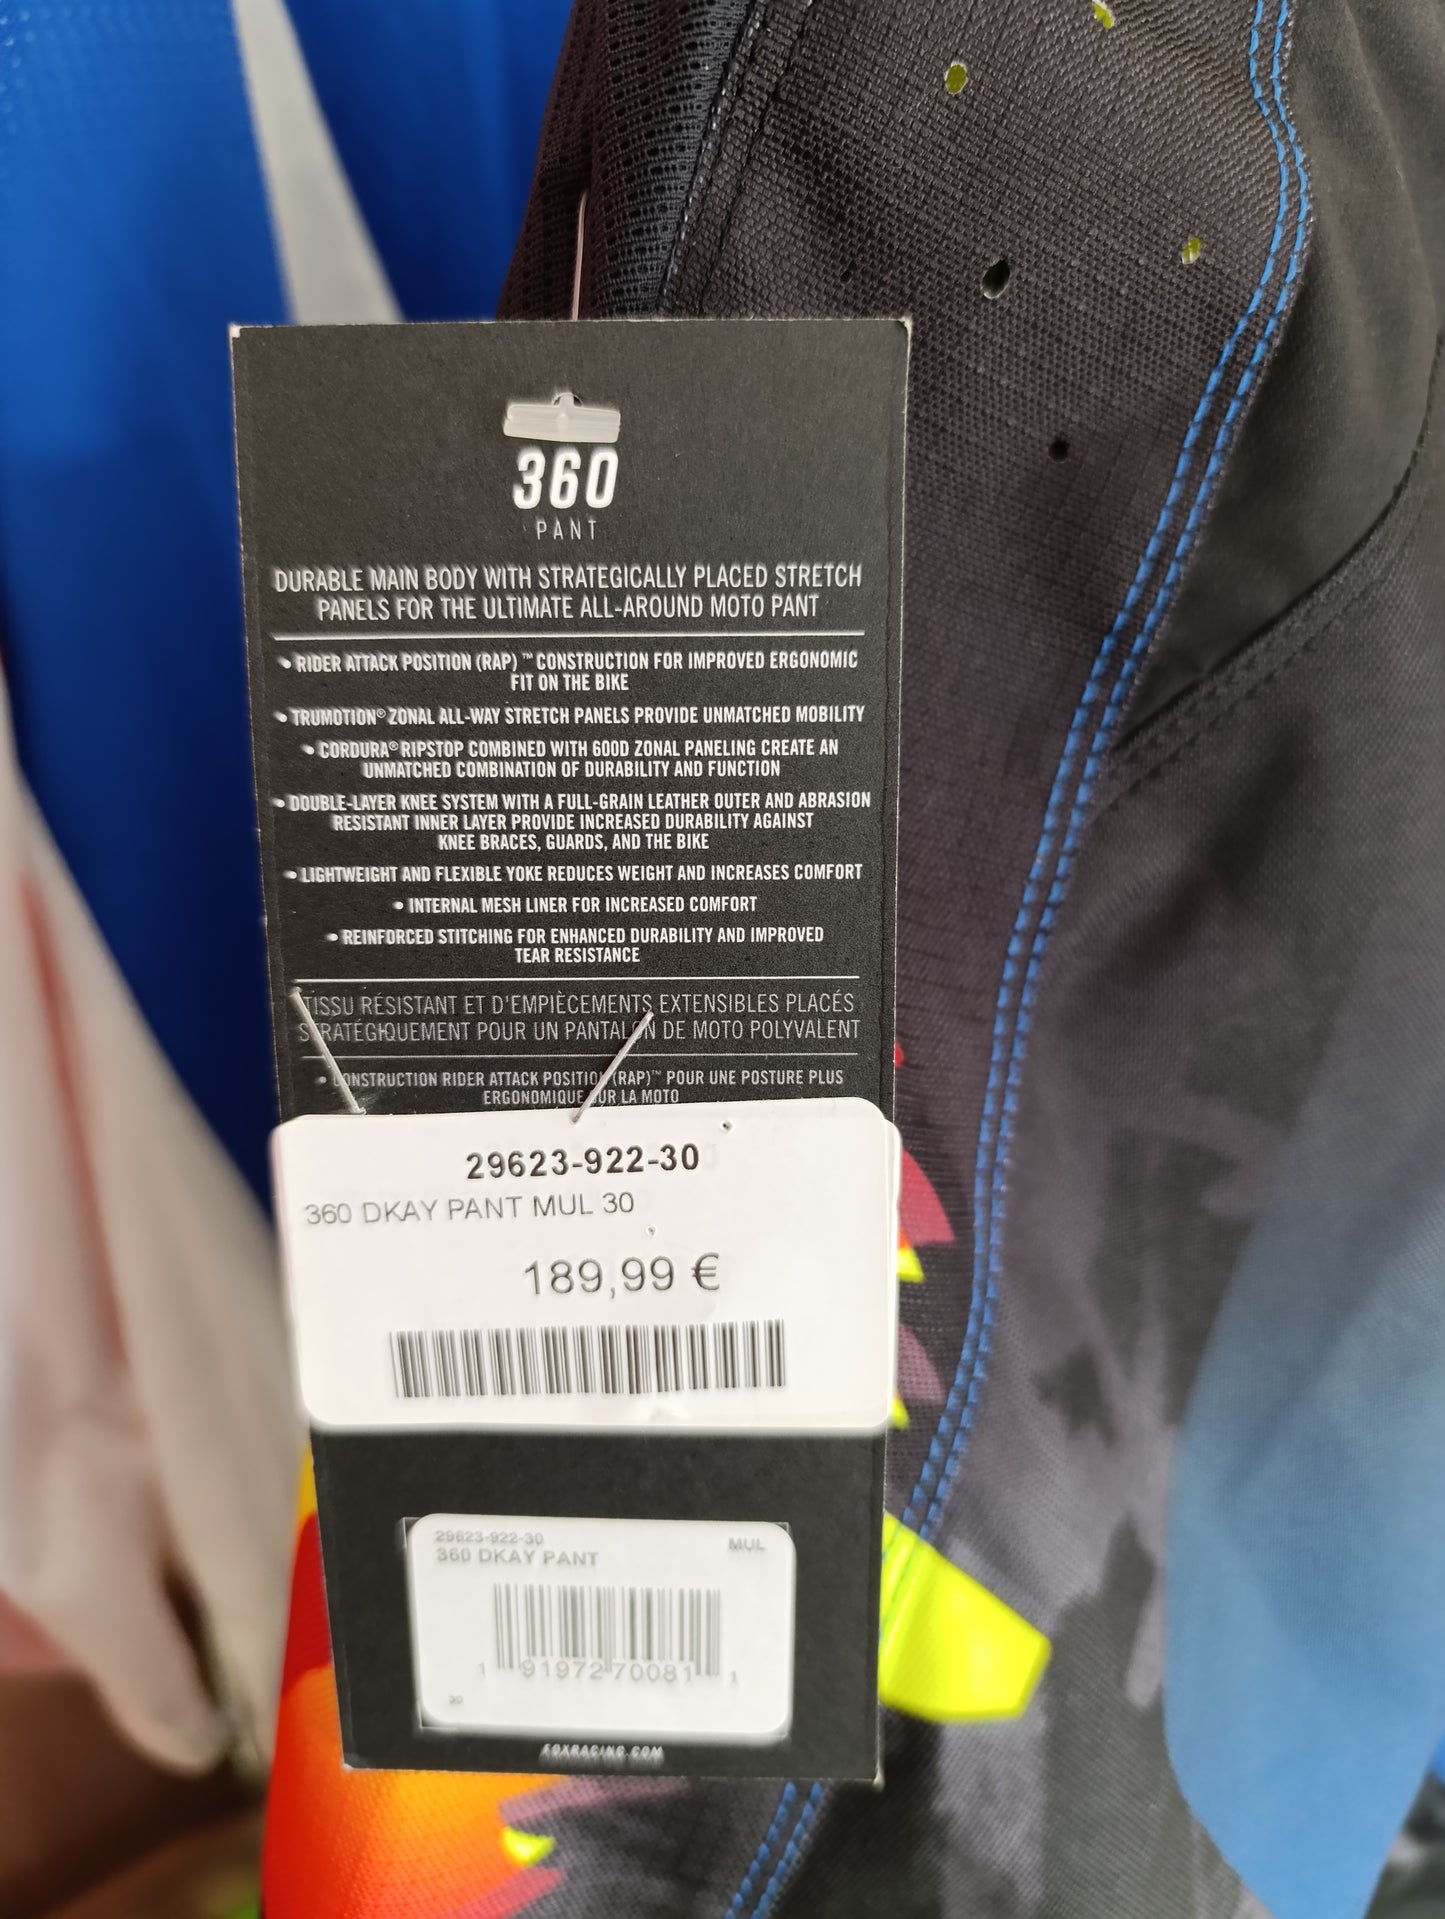 360
PANT
DURABLE MAIN BODY WITH STRATEGICALLY PLACED STRETCH
PANELS FOR THE ULTIMATE ALL-AROUND MOTO PANT
• RIDER ATTACK POSITION (RAP)™ CONSTRUCTION FOR IMPROVED ERGONOMIC
FIT ON THE BIKE
• TRUMOTION® ZONAL ALL-WAY STRETCH PANELS PROVIDE UNMATCHED MOBILITY
• CORDURA® RIPSTOP COMBINED WITH 600D ZONAL PANELING CREATE AN
UNMATCHED COMBINATION OF DURABILITY AND FUNCTION
• DOUBLE-LAYER KNEE SYSTEM WITH A FULL-GRAIN LEATHER OUTER AND ABRASION
RESISTANT INNER LAYER PROVIDE INCREASED DURABILITY AGAINST
KNEE BRACES, GUARDS, AND THE BIKE
• LIGHTWEIGHT AND FLEXIBLE YOKE REDUCES WEIGHT AND INCREASES COMFORT
• INTERNAL MESH LINER FOR INCREASED COMFORT
• REINFORCED STITCHING FOR ENHANCED DURABILITY AND IMPROVED
TEAR RESISTANCE
TISSU RÉSISTANT ET D'EMPIÈCEMENTS EXTENSIBLES PLACÉS
STRATÉGIQUEMENT POUR UN PANTALON DE MOTO POLYVALENT
• CONSTRUCTION RIDER ATTACK POSITION (RAP)™ POUR UNE POSTURE PLUS
ERGONOMIQUE SUR LA MOTO
29623-922-30
360 DKAY PANT MUL 30
189,99 €
29623-922-30
360 DKAY PANT MUL
1 91972 70081 1
30
FOXRACING.COM